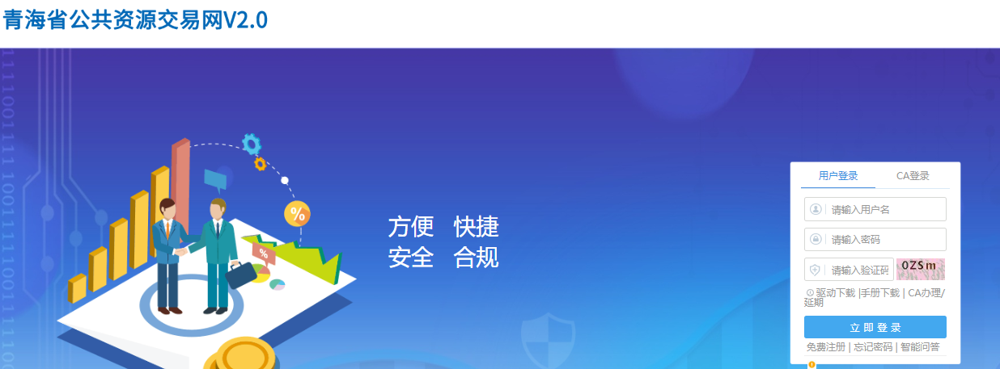 青海省公共资源交易网V2.0
方便 快捷
安全 合规
用户登录 CA登录
请输入用户名
请输入密码
请输入验证码 0ZSm
驱动下载 |手册下载 | CA办理/
延期
立即登录
免费注册 | 忘记密码 | 智能问答
%
%